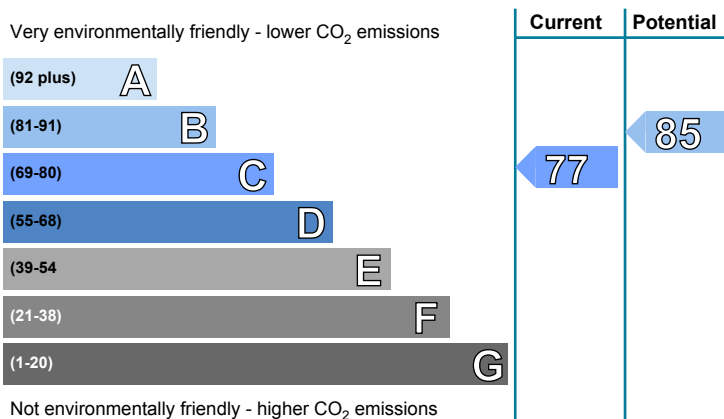 Very environmentally friendly - lower CO2 emissions
Current
Potential
(92 plus) A
(81-91) B
(69-80) C
(55-68) D
(39-54 E
(21-38) F
(1-20) G
77
85
Not environmentally friendly - higher CO2 emissions